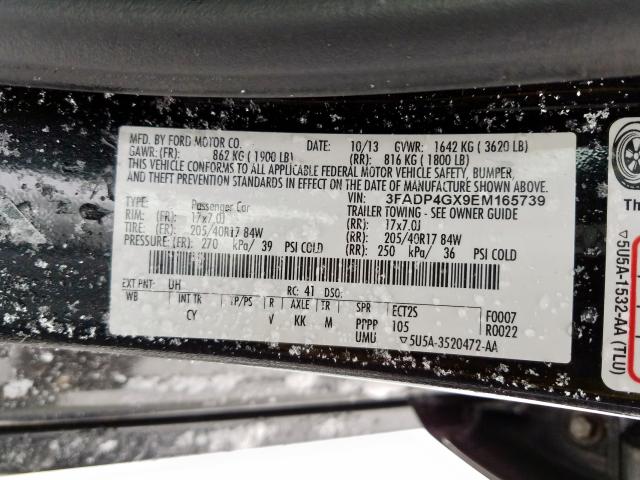 MFD. BY FORD MOTOR CO. DATE: 10/13 GVWR: 1642 KG ( 3620 LB)
GAWR: (FR): 862 KG ( 1900 LB) (RR): 816 KG ( 1800 LB)
THIS VEHICLE CONFORMS TO ALL APPLICABLE FEDERAL MOTOR VEHICLE SAFETY, BUMPER,
AND THEFT PREVENTION STANDARDS IN EFFECT ON THE DATE OF MANUFACTURE SHOWN ABOVE.
VIN: 3FADP4GX9EM165739
TYPE: Passenger Car TRAILER TOWING - SEE OWNER GUIDE
RIM: (FR) 17x7.0J (RR) 17x7.0J
TIRE: (FR) 205/40R17 84W (RR) 205/40R17 84W
PRESSURE: (FR) 270 kPa/ 39 PSI COLD (RR) 250 kPa/ 36 PSI COLD
EXT PNT: UH RC: 41 DSO:
WB INT TR TP/PS R AXLE TR SPR ECT2S F0007
CY V KK M PPPP 105 R0022
UMU ▽5U5A-3520472-AA
▽5U5A-1532-AA (TLU)